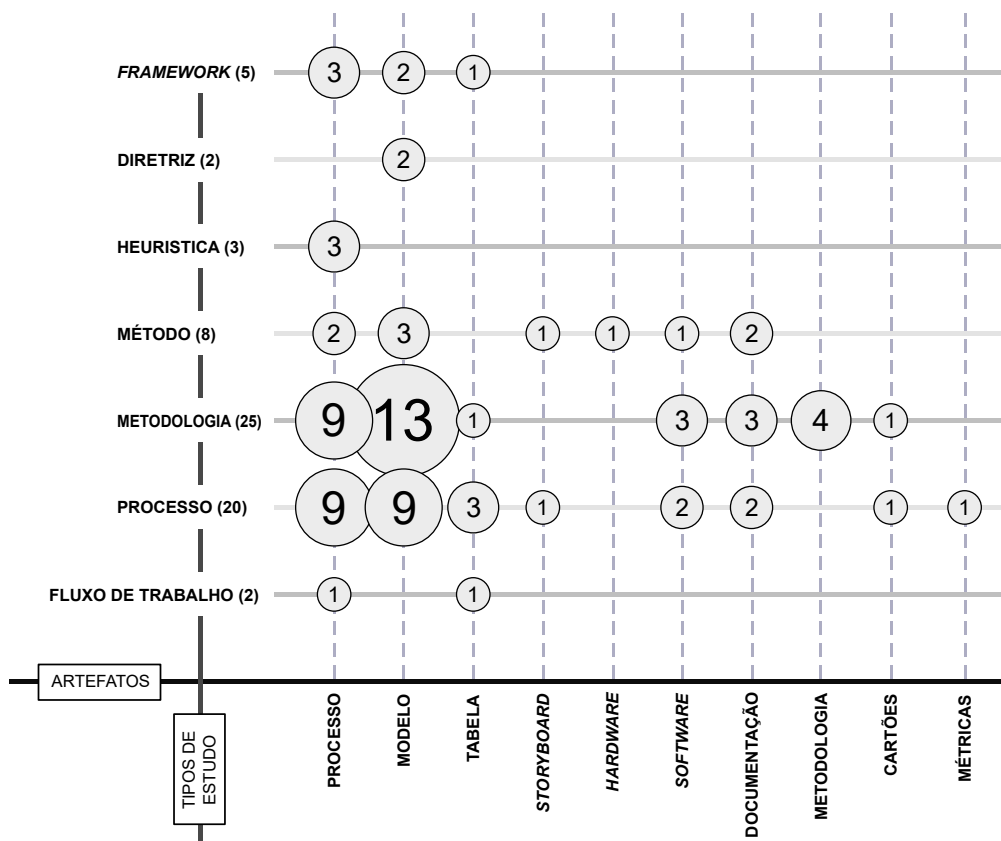 FRAMEWORK (5) 3 2 1
DIRETRIZ (2) 2
HEURISTICA (3) 3
MÉTODO (8) 2 3 1 1 1 2
METODOLOGIA (25) 9 13 1 3 3 4 1
PROCESSO (20) 9 9 3 1 2 2 1 1
FLUXO DE TRABALHO (2) 1 1
ARTEFATOS
TIPOS DE
ESTUDO
PROCESSO
MODELO
TABELA
STORYBOARD
HARDWARE
SOFTWARE
DOCUMENTAÇÃO
METODOLOGIA
CARTÕES
MÉTRICAS